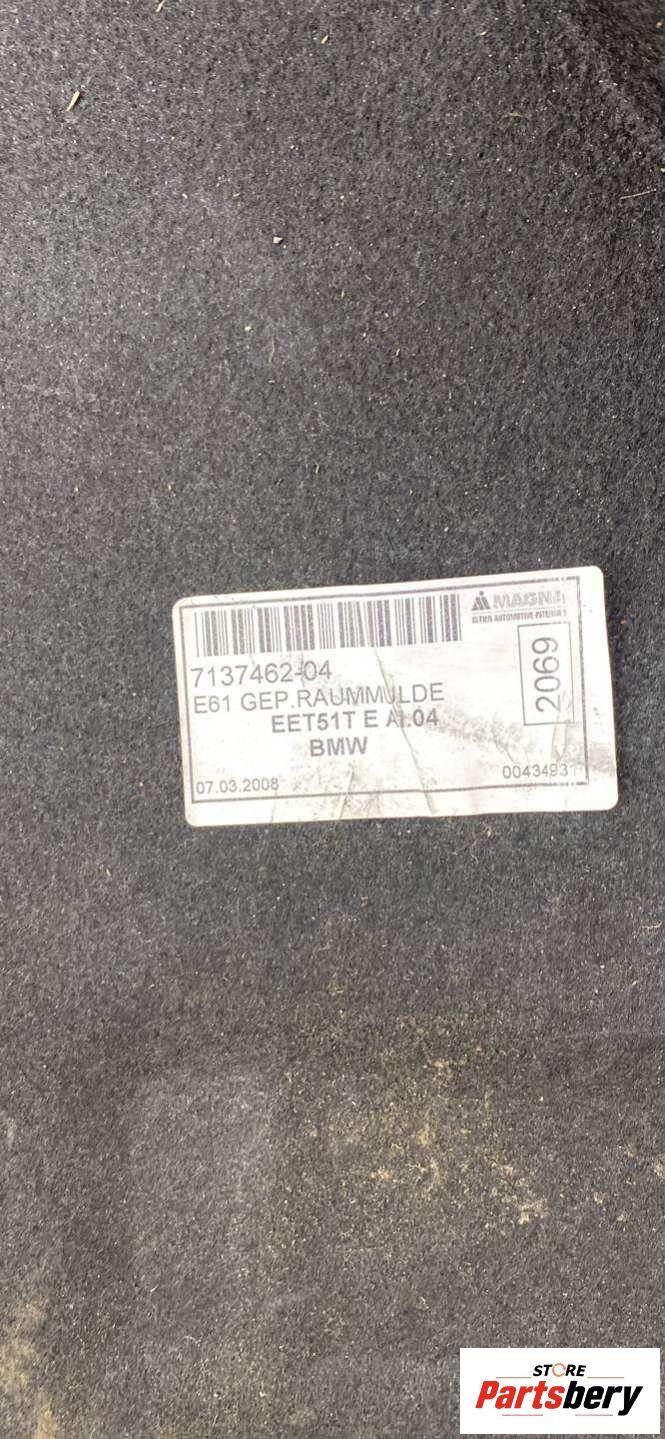 MAGNA
7137462-04
E61 GEP.RAUMMULDE
EET51T E AI.04
BMW
2069
07.03.2008
0043493
STORE
Partsbery